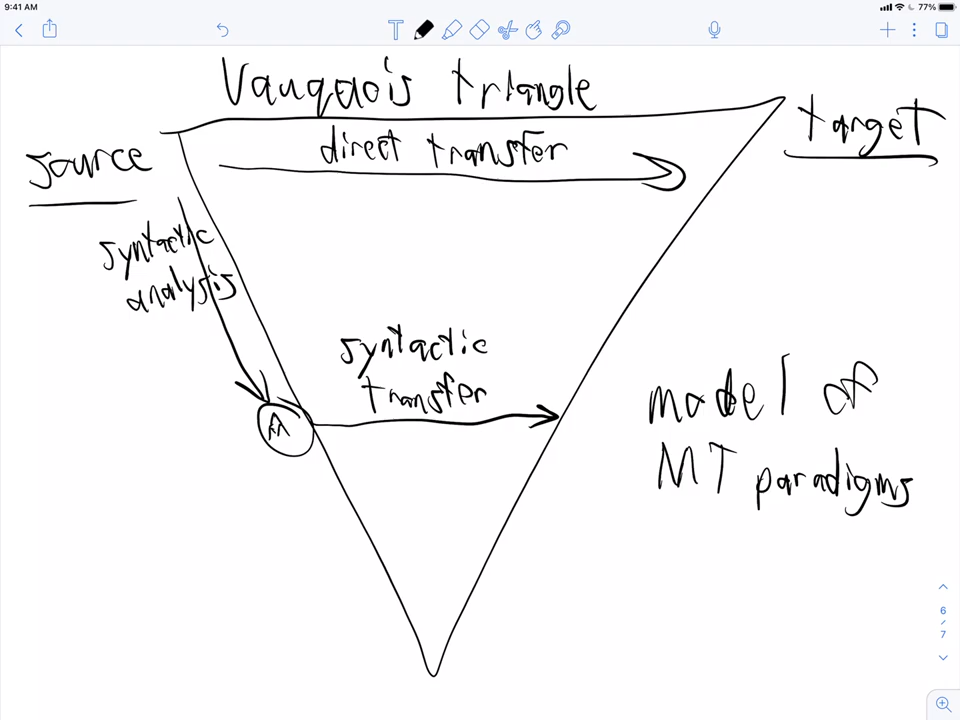 9:41 AM
77%
T
Vauquois triangle
source
direct transfer
target
syntactic
analysis
syntactic
transfer
model of
MT paradigms
6
/
7